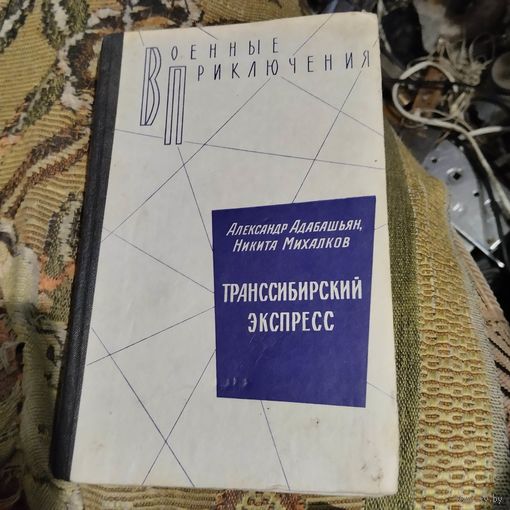 Военные
Приключения
Александр Адабашьян,
Никита Михалков
Транссибирский
экспресс